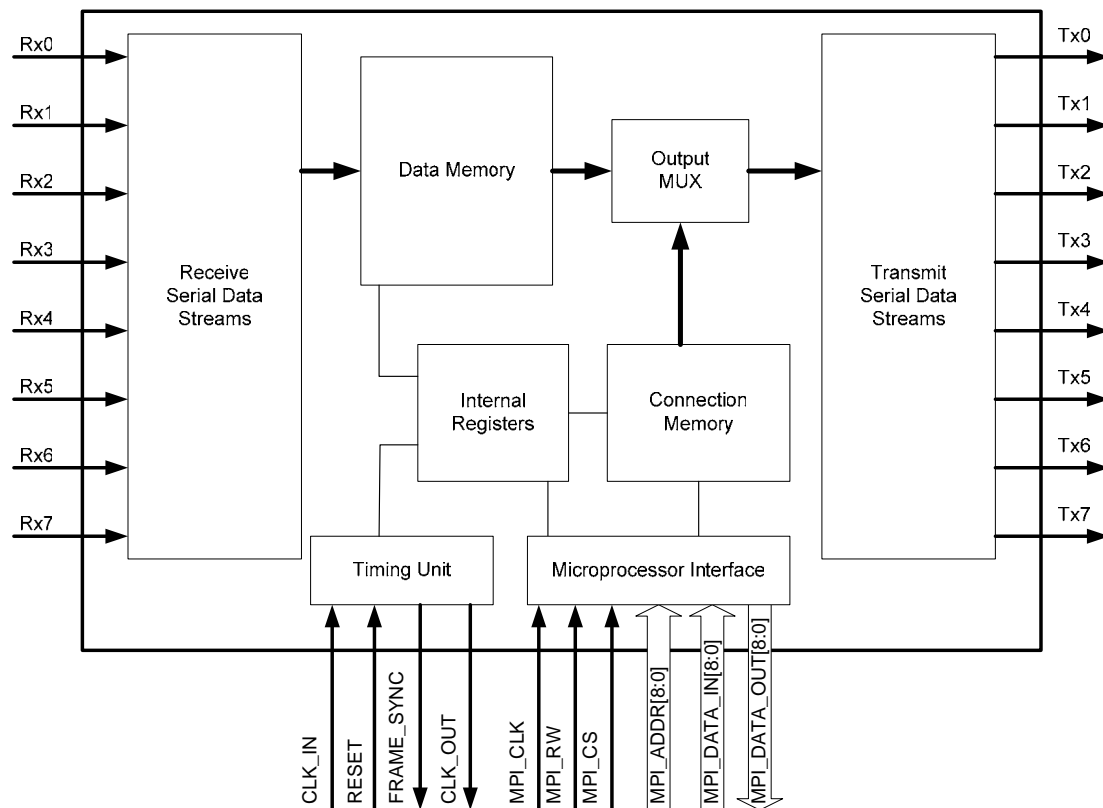 Rx0
Rx1
Rx2
Rx3
Rx4
Rx5
Rx6
Rx7
Receive
Serial Data
Streams
Data Memory
Output
MUX
Internal
Registers
Connection
Memory
Timing Unit
Microprocessor Interface
Transmit
Serial Data
Streams
Tx0
Tx1
Tx2
Tx3
Tx4
Tx5
Tx6
Tx7
CLK_IN
RESET
FRAME_SYNC
CLK_OUT
MPI_CLK
MPI_RW
MPI_CS
MPI_ADDR[8:0]
MPI_DATA_IN[8:0]
MPI_DATA_OUT[8:0]